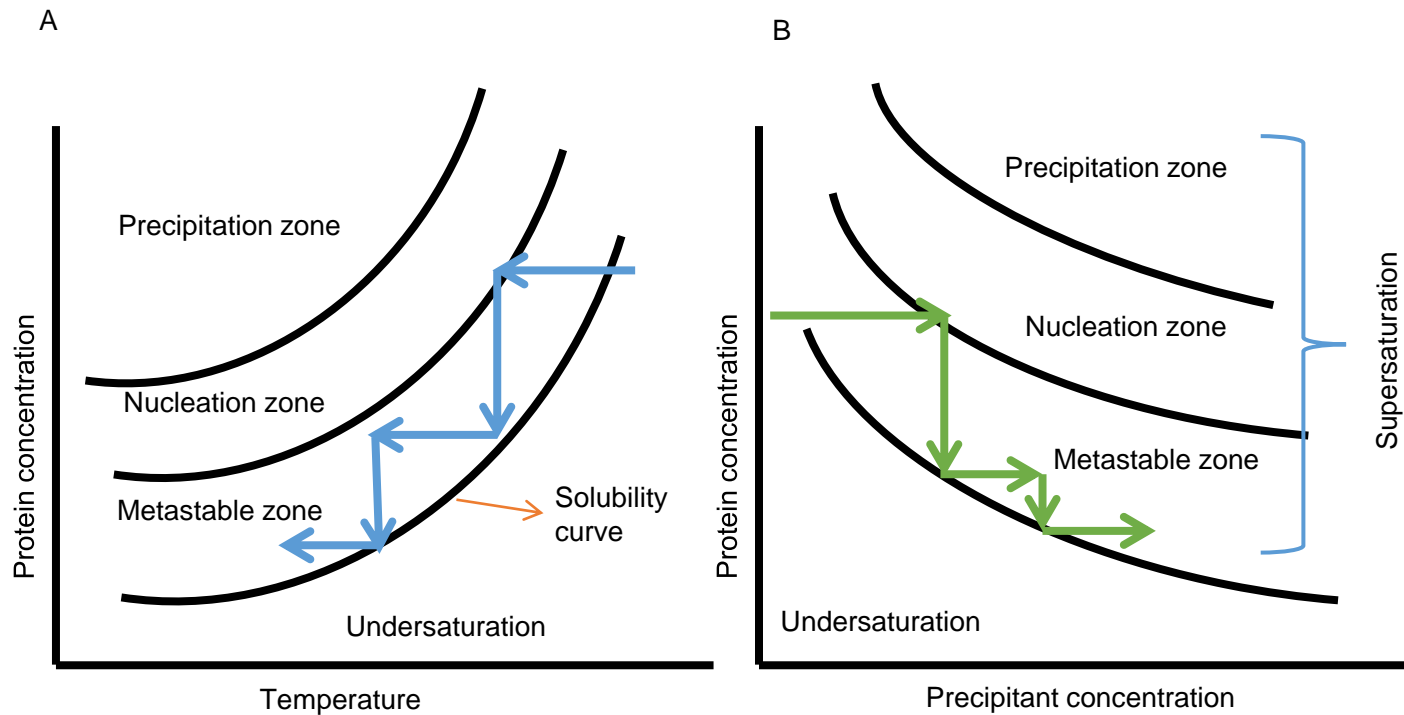 A
Precipitation zone
Nucleation zone
Metastable zone
Solubility
curve
Undersaturation
Protein concentration
Temperature
B
Precipitation zone
Nucleation zone
Metastable zone
Undersaturation
Supersaturation
Protein concentration
Precipitant concentration